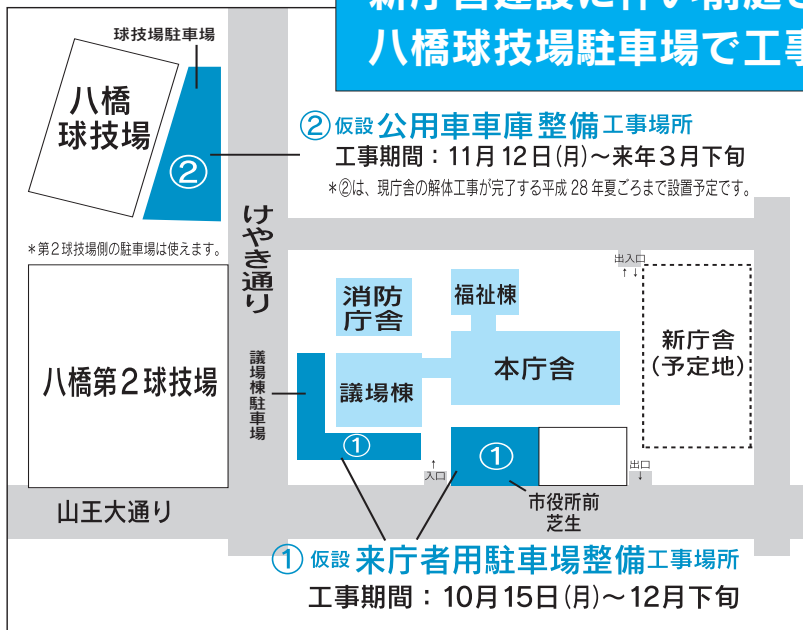 新庁舎建設に伴い前庭と
八橋球技場駐車場で工事
球技場駐車場
八橋
球技場
②
②仮設公用車車庫整備工事場所
工事期間：11月12日(月)～来年3月下旬
＊②は、現庁舎の解体工事が完了する平成28年夏ごろまで設置予定です。
＊第2球技場側の駐車場は使えます。
けやき通り
出入口
↑↓
消防
庁舎
福祉棟
新庁舎
(予定地)
八橋第2球技場
議場棟駐車場
議場棟
本庁舎
①
①
↑
入口
出口
↓
市役所前
芝生
山王大通り
①仮設来庁者用駐車場整備工事場所
工事期間：10月15日(月)～12月下旬